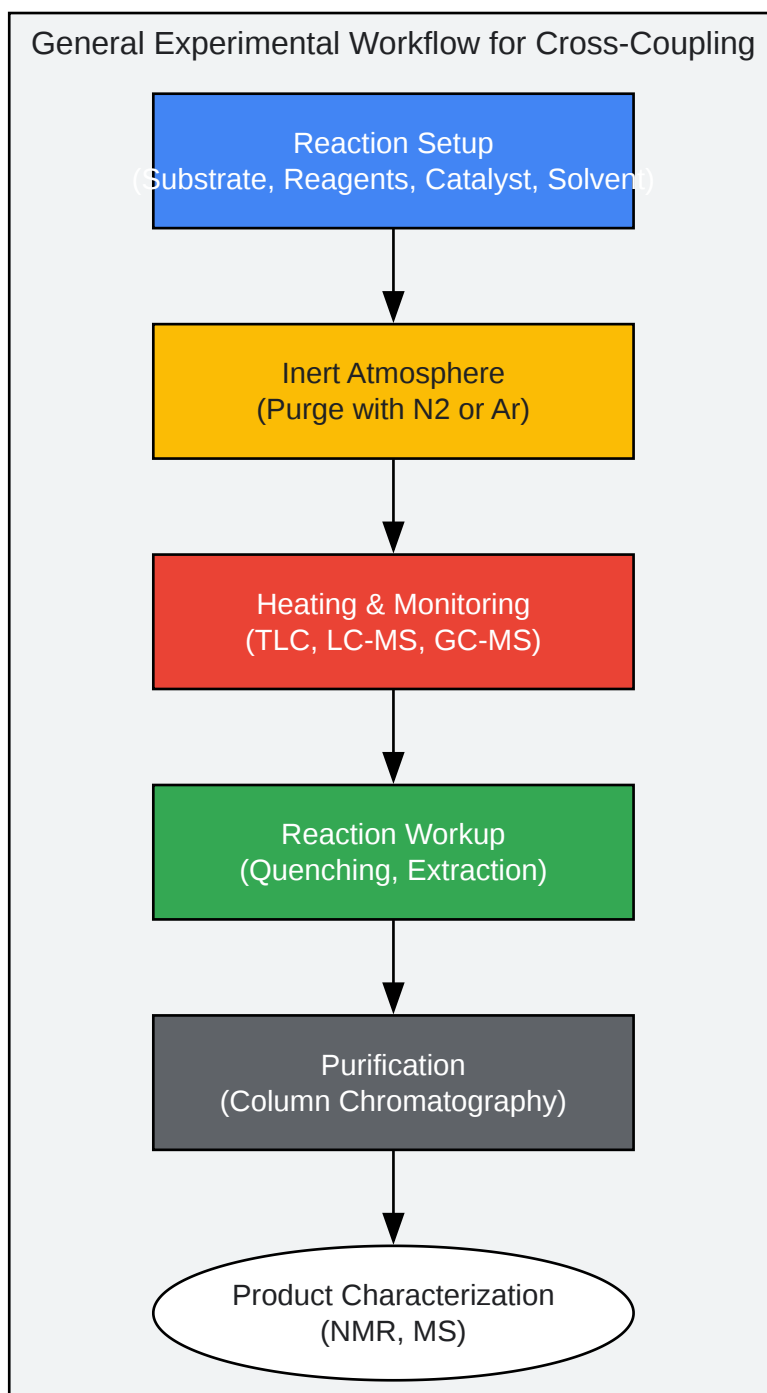 General Experimental Workflow for Cross-Coupling
Reaction Setup
(Substrate, Reagents, Catalyst, Solvent)
Inert Atmosphere
(Purge with N2 or Ar)
Heating & Monitoring
(TLC, LC-MS, GC-MS)
Reaction Workup
(Quenching, Extraction)
Purification
(Column Chromatography)
Product Characterization
(NMR, MS)